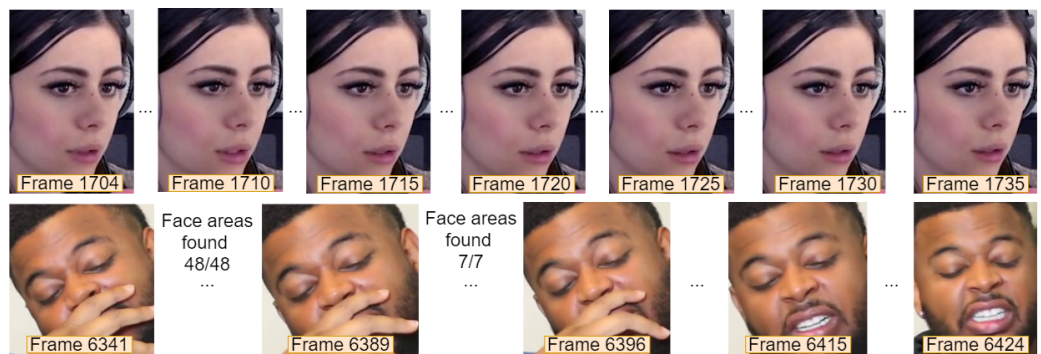 ... ... ... ... ... ...
Frame 1704 Frame 1710 Frame 1715 Frame 1720 Frame 1725 Frame 1730 Frame 1735
Face areas
found
48/48
...
Face areas
found
7/7
...
... ...
Frame 6341 Frame 6389 Frame 6396 Frame 6415 Frame 6424